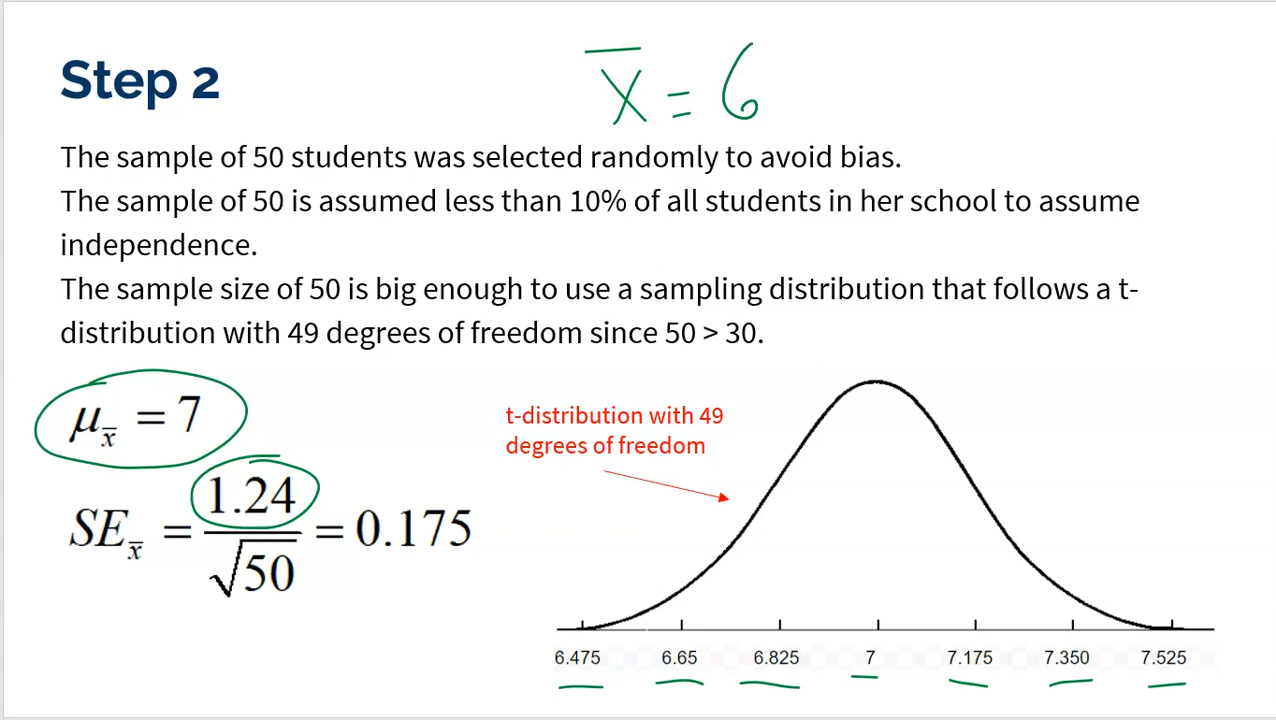 Step 2
x̅ = 6
The sample of 50 students was selected randomly to avoid bias.
The sample of 50 is assumed less than 10% of all students in her school to assume
independence.
The sample size of 50 is big enough to use a sampling distribution that follows a t-
distribution with 49 degrees of freedom since 50 > 30.
μx̅ = 7
SEx̅ = 1.24/√50 = 0.175
t-distribution with 49
degrees of freedom
6.475 6.65 6.825 7 7.175 7.350 7.525